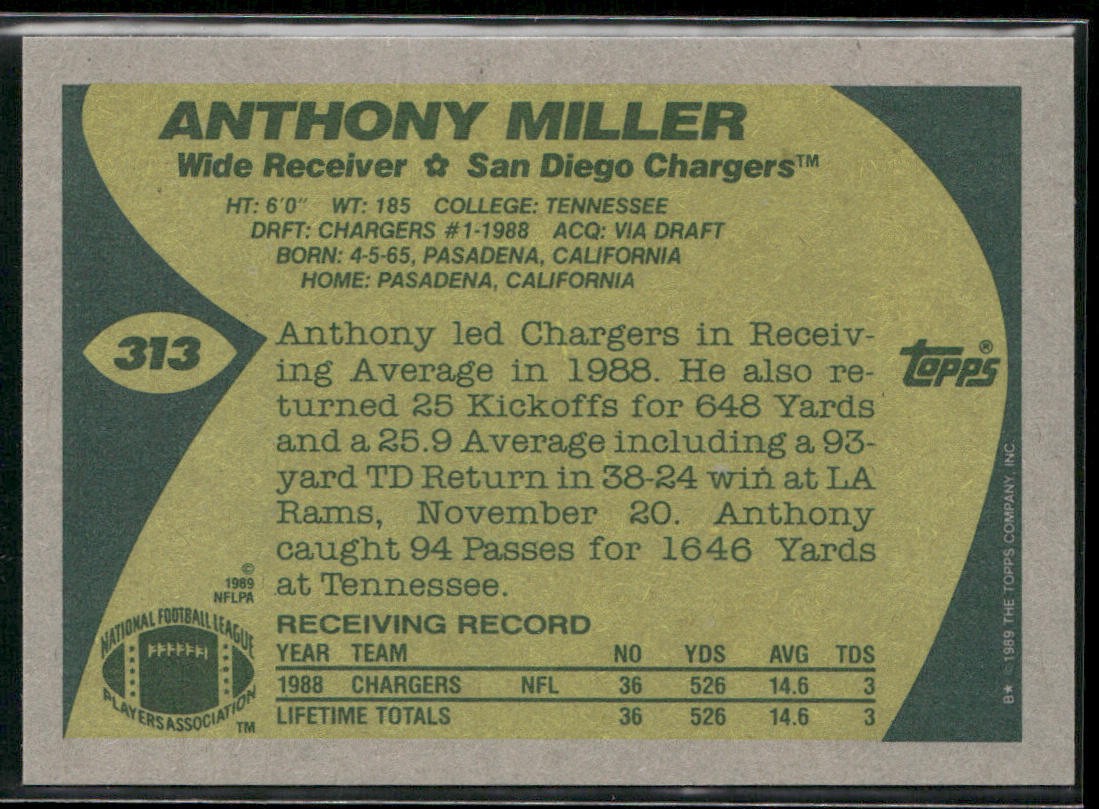 ANTHONY MILLER
Wide Receiver ✿ San Diego Chargers™
HT: 6'0" WT: 185 COLLEGE: TENNESSEE
DRFT: CHARGERS #1-1988 ACQ: VIA DRAFT
BORN: 4-5-65, PASADENA, CALIFORNIA
HOME: PASADENA, CALIFORNIA
313
Anthony led Chargers in Receiv-
ing Average in 1988. He also re-
turned 25 Kickoffs for 648 Yards
and a 25.9 Average including a 93-
yard TD Return in 38-24 win at LA
Rams, November 20. Anthony
caught 94 Passes for 1646 Yards
at Tennessee.
TOPPS®
©
1989
NFLPA
NATIONAL FOOTBALL LEAGUE
PLAYERS ASSOCIATION
TM
RECEIVING RECORD
YEAR TEAM NO YDS AVG TDS
1988 CHARGERS NFL 36 526 14.6 3
LIFETIME TOTALS 36 526 14.6 3
B★ ©1989 THE TOPPS COMPANY, INC.